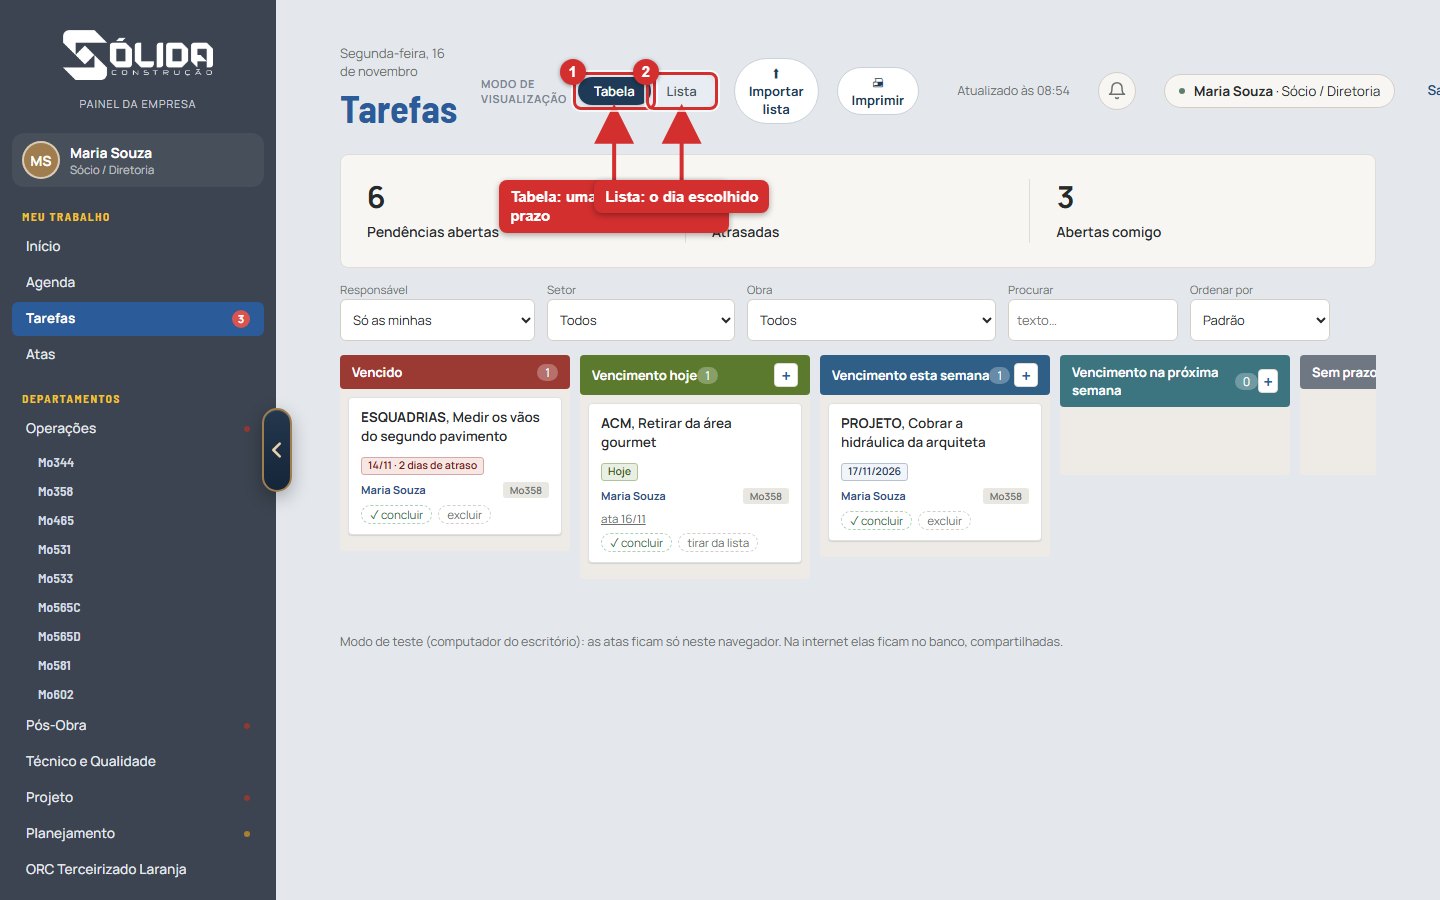 SÓLIDA
CONSTRUÇÃO
PAINEL DA EMPRESA
MS
Maria Souza
Sócio / Diretoria
MEU TRABALHO
Início
Agenda
Tarefas
3
Atas
DEPARTAMENTOS
Operações
Mo344
Mo358
Mo465
Mo531
Mo533
Mo565C
Mo565D
Mo581
Mo602
Pós-Obra
Técnico e Qualidade
Projeto
Planejamento
ORC Terceirizado Laranja
Segunda-feira, 16
de novembro
Tarefas
MODO DE
VISUALIZAÇÃO
1
Tabela
2
Lista
Importar
lista
Imprimir
Atualizado às 08:54
Maria Souza · Sócio / Diretoria
Tabela: uma
prazo
Lista: o dia escolhido
6
Pendências abertas
Atrasadas
3
Abertas comigo
Responsável
Só as minhas
Setor
Todos
Obra
Todos
Procurar
texto...
Ordenar por
Padrão
Vencido
1
ESQUADRIAS, Medir os vãos
do segundo pavimento
14/11 · 2 dias de atraso
Maria Souza
Mo358
✓ concluir
excluir
Vencimento hoje
1
+
ACM, Retirar da área
gourmet
Hoje
Maria Souza
Mo358
ata 16/11
✓ concluir
tirar da lista
Vencimento esta semana
1
+
PROJETO, Cobrar a
hidráulica da arquiteta
17/11/2026
Maria Souza
Mo358
✓ concluir
excluir
Vencimento na próxima
semana
0
+
Sem prazo
Modo de teste (computador do escritório): as atas ficam só neste navegador. Na internet elas ficam no banco, compartilhadas.